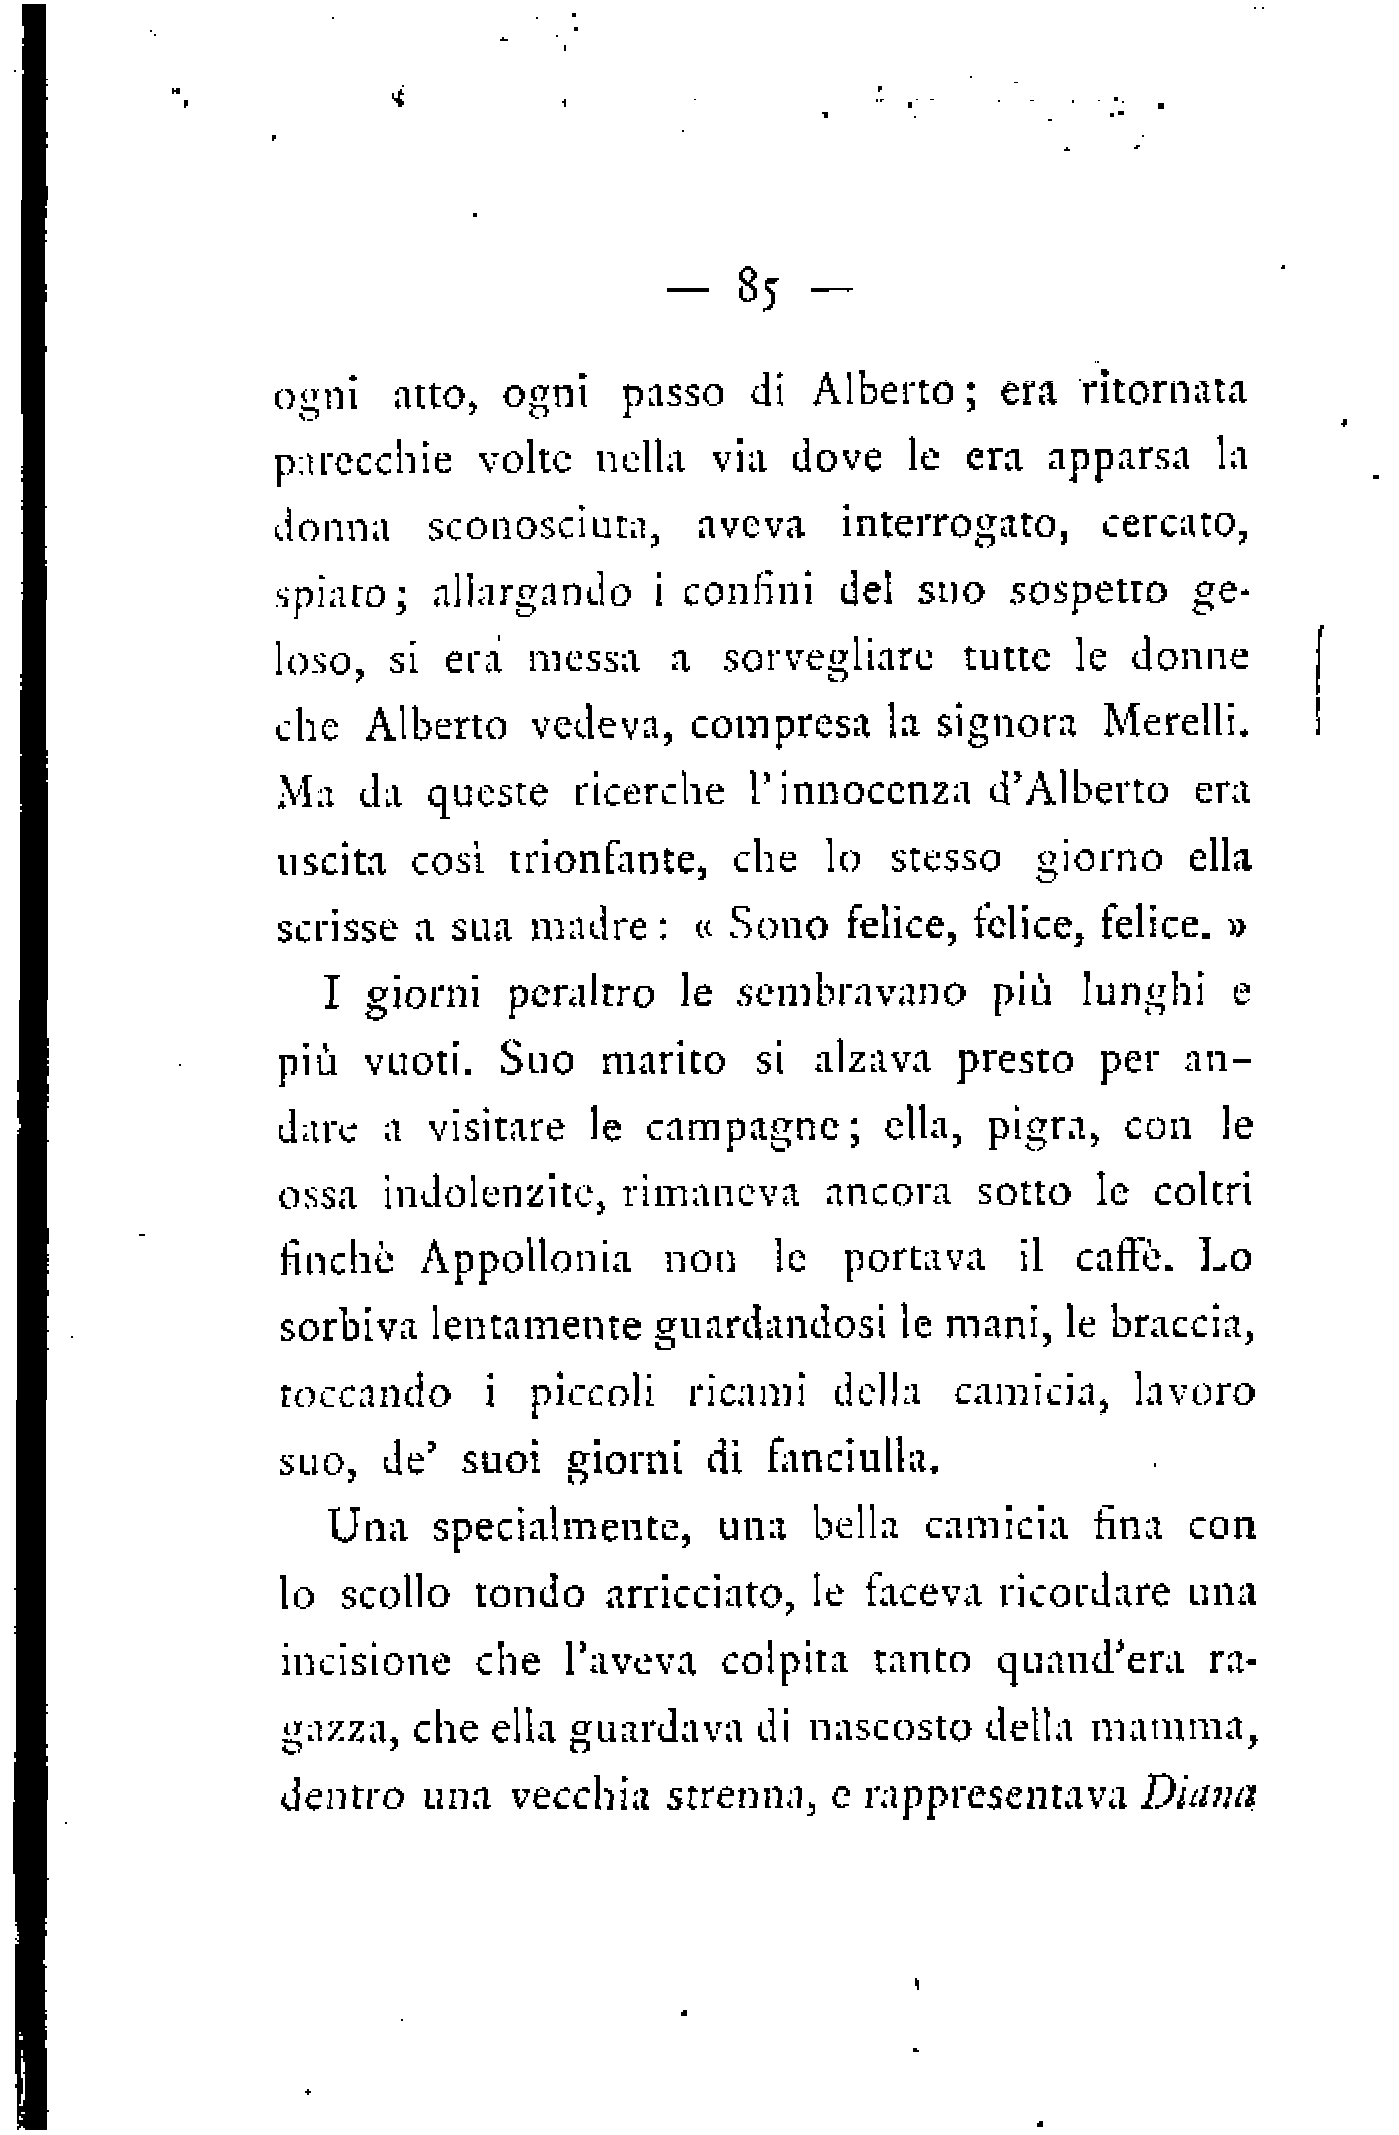 — 85 —
ogni atto, ogni passo di Alberto; era ritornata
parecchie volte nella via dove le era apparsa la
donna sconosciuta, aveva interrogato, cercato,
spiato; allargando i confini del suo sospetto ge-
loso, si era messa a sorvegliare tutte le donne
che Alberto vedeva, compresa la signora Merelli.
Ma da queste ricerche l'innocenza d'Alberto era
uscita così trionfante, che lo stesso giorno ella
scrisse a sua madre: « Sono felice, felice, felice. »
I giorni peraltro le sembravano più lunghi e
più vuoti. Suo marito si alzava presto per an-
dare a visitare le campagne; ella, pigra, con le
ossa indolenzite, rimaneva ancora sotto le coltri
finchè Appollonia non le portava il caffè. Lo
sorbiva lentamente guardandosi le mani, le braccia,
toccando i piccoli ricami della camicia, lavoro
suo, de' suoi giorni di fanciulla.
Una specialmente, una bella camicia fina con
lo scollo tondo arricciato, le faceva ricordare una
incisione che l'aveva colpita tanto quand'era ra-
gazza, che ella guardava di nascosto della mamma,
dentro una vecchia strenna, e rappresentava Diana